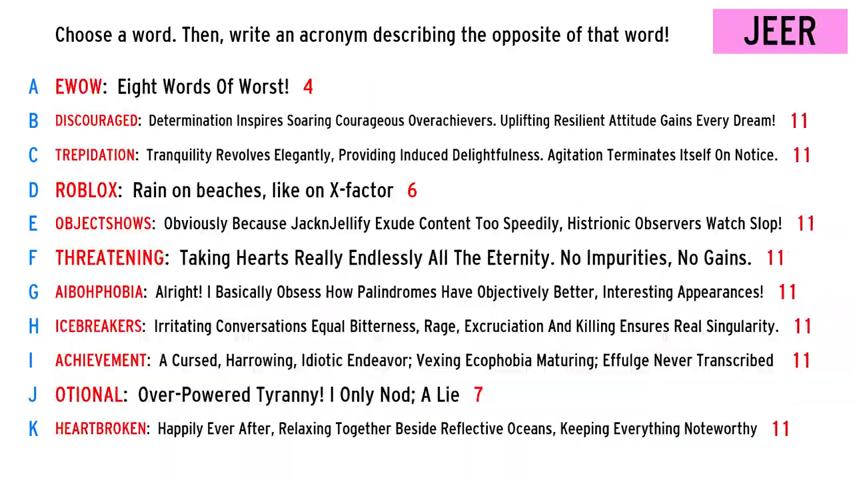 Choose a word. Then, write an acronym describing the opposite of that word!
JEER
A EWOW: Eight Words Of Worst! 4
B DISCOURAGED: Determination Inspires Soaring Courageous Overachievers. Uplifting Resilient Attitude Gains Every Dream! 11
C TREPIDATION: Tranquility Revolves Elegantly, Providing Induced Delightfulness. Agitation Terminates Itself On Notice. 11
D ROBLOX: Rain on beaches, like on X-factor 6
E OBJECTSHOWS: Obviously Because JacknJellify Exude Content Too Speedily, Histrionic Observers Watch Slop! 11
F THREATENING: Taking Hearts Really Endlessly All The Eternity. No Impurities, No Gains. 11
G AIBOHPHOBIA: Alright! I Basically Obsess How Palindromes Have Objectively Better, Interesting Appearances! 11
H ICEBREAKERS: Irritating Conversations Equal Bitterness, Rage, Excruciation And Killing Ensures Real Singularity. 11
I ACHIEVEMENT: A Cursed, Harrowing, Idiotic Endeavor; Vexing Ecophobia Maturing; Effulge Never Transcribed 11
J OTIONAL: Over-Powered Tyranny! I Only Nod; A Lie 7
K HEARTBROKEN: Happily Ever After, Relaxing Together Beside Reflective Oceans, Keeping Everything Noteworthy 11